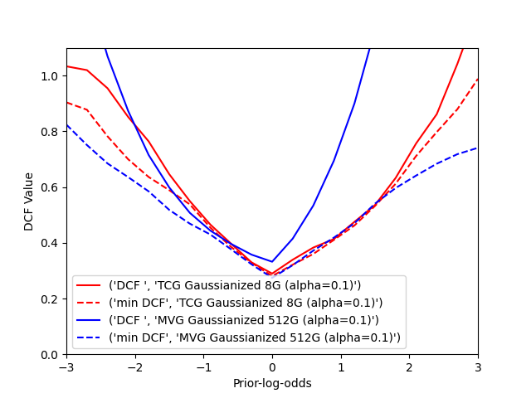 1.0
0.8
0.6
0.4
0.2
0.0
DCF Value
('DCF ', 'TCG Gaussianized 8G (alpha=0.1)')
('min DCF', 'TCG Gaussianized 8G (alpha=0.1)')
('DCF ', 'MVG Gaussianized 512G (alpha=0.1)')
('min DCF', 'MVG Gaussianized 512G (alpha=0.1)')
−3 −2 −1 0 1 2 3
Prior-log-odds